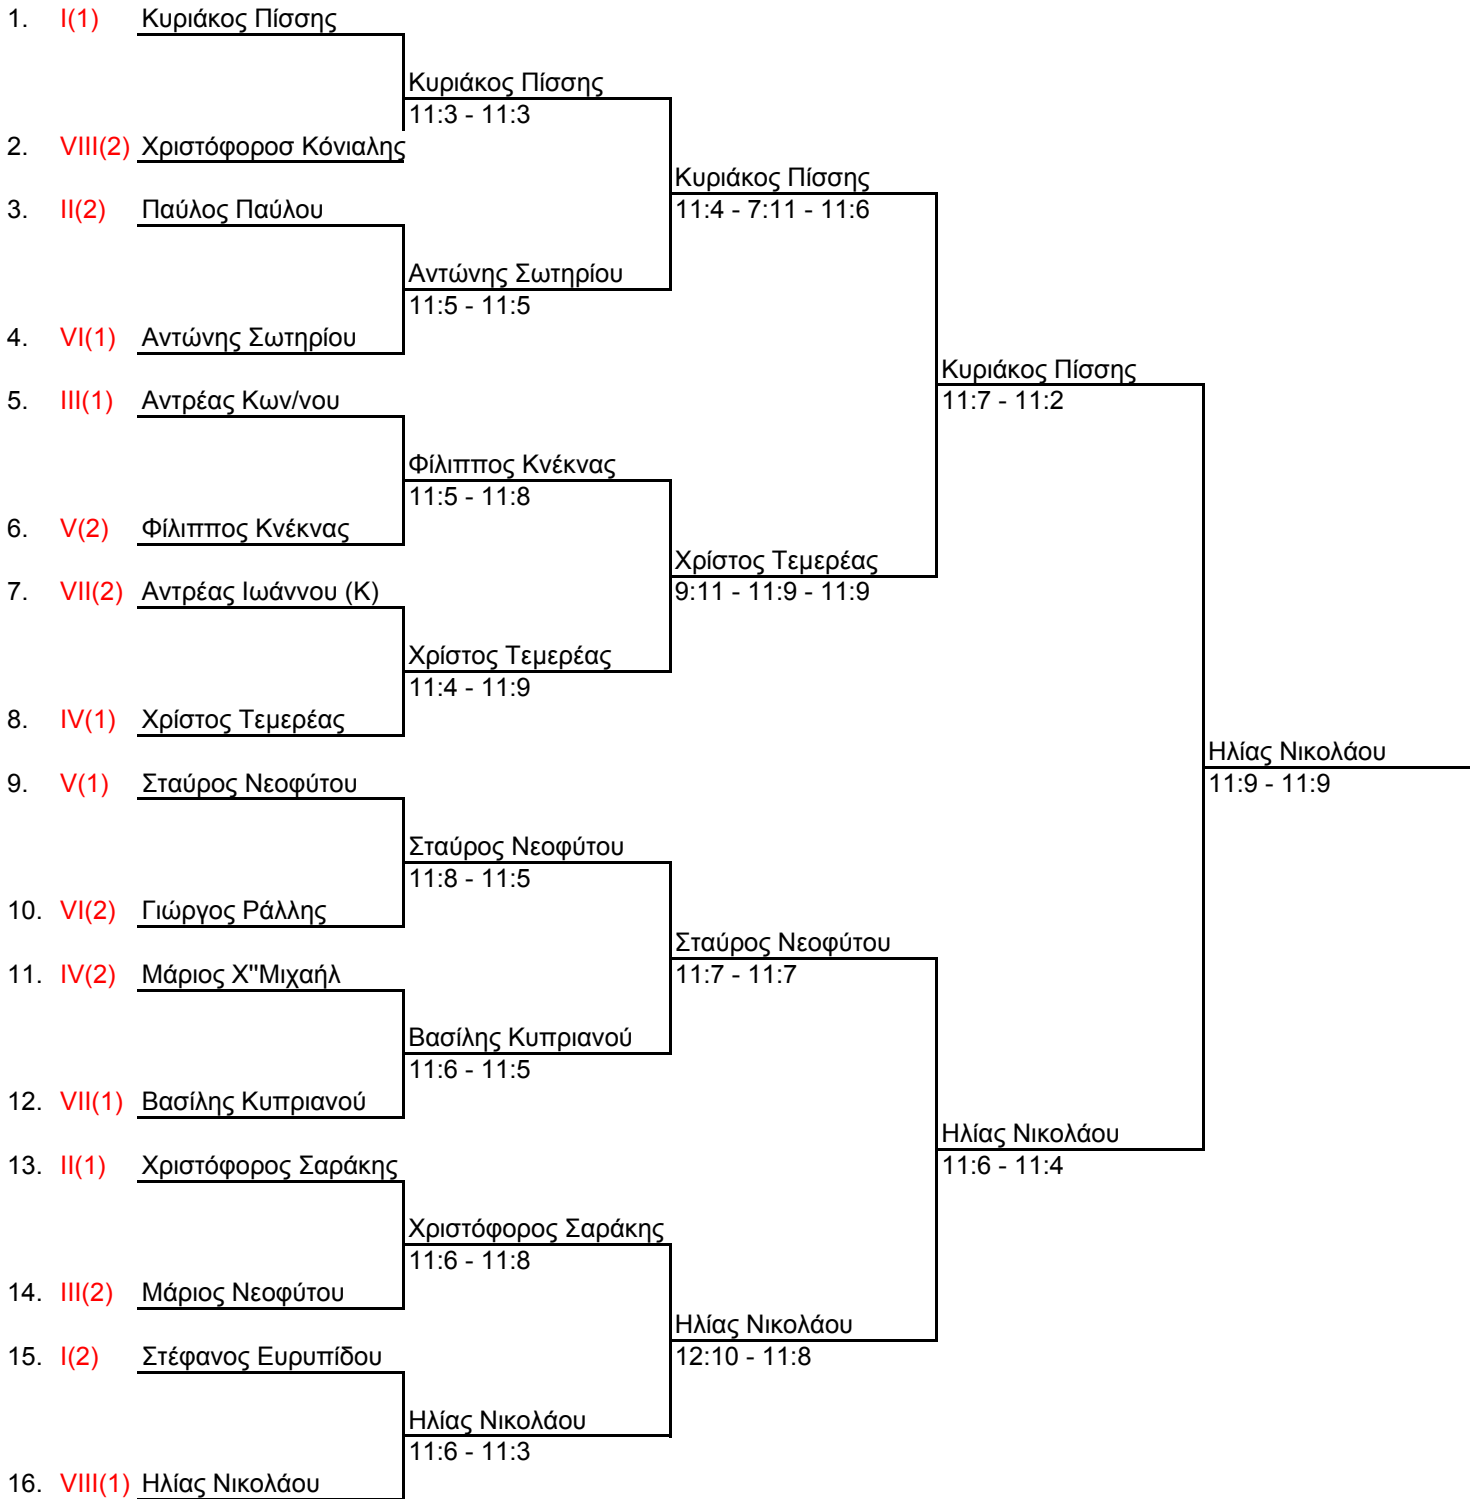 1. I(1) Κυριάκος Πίσσης
Κυριάκος Πίσσης
11:3 - 11:3
2. VIII(2) Χριστόφοροσ Κόνιαλης
Κυριάκος Πίσσης
3. II(2) Παύλος Παύλου
11:4 - 7:11 - 11:6
Αντώνης Σωτηρίου
11:5 - 11:5
4. VI(1) Αντώνης Σωτηρίου
Κυριάκος Πίσσης
5. III(1) Αντρέας Κων/νου
11:7 - 11:2
Φίλιππος Κνέκνας
11:5 - 11:8
6. V(2) Φίλιππος Κνέκνας
Χρίστος Τεμερέας
7. VII(2) Αντρέας Ιωάννου (Κ)
9:11 - 11:9 - 11:9
Χρίστος Τεμερέας
11:4 - 11:9
8. IV(1) Χρίστος Τεμερέας
Ηλίας Νικολάου
9. V(1) Σταύρος Νεοφύτου
11:9 - 11:9
Σταύρος Νεοφύτου
11:8 - 11:5
10. VI(2) Γιώργος Ράλλης
Σταύρος Νεοφύτου
11. IV(2) Μάριος Χ"Μιχαήλ
11:7 - 11:7
Βασίλης Κυπριανού
11:6 - 11:5
12. VII(1) Βασίλης Κυπριανού
Ηλίας Νικολάου
13. II(1) Χριστόφορος Σαράκης
11:6 - 11:4
Χριστόφορος Σαράκης
11:6 - 11:8
14. III(2) Μάριος Νεοφύτου
Ηλίας Νικολάου
15. I(2) Στέφανος Ευρυπίδου
12:10 - 11:8
Ηλίας Νικολάου
11:6 - 11:3
16. VIII(1) Ηλίας Νικολάου